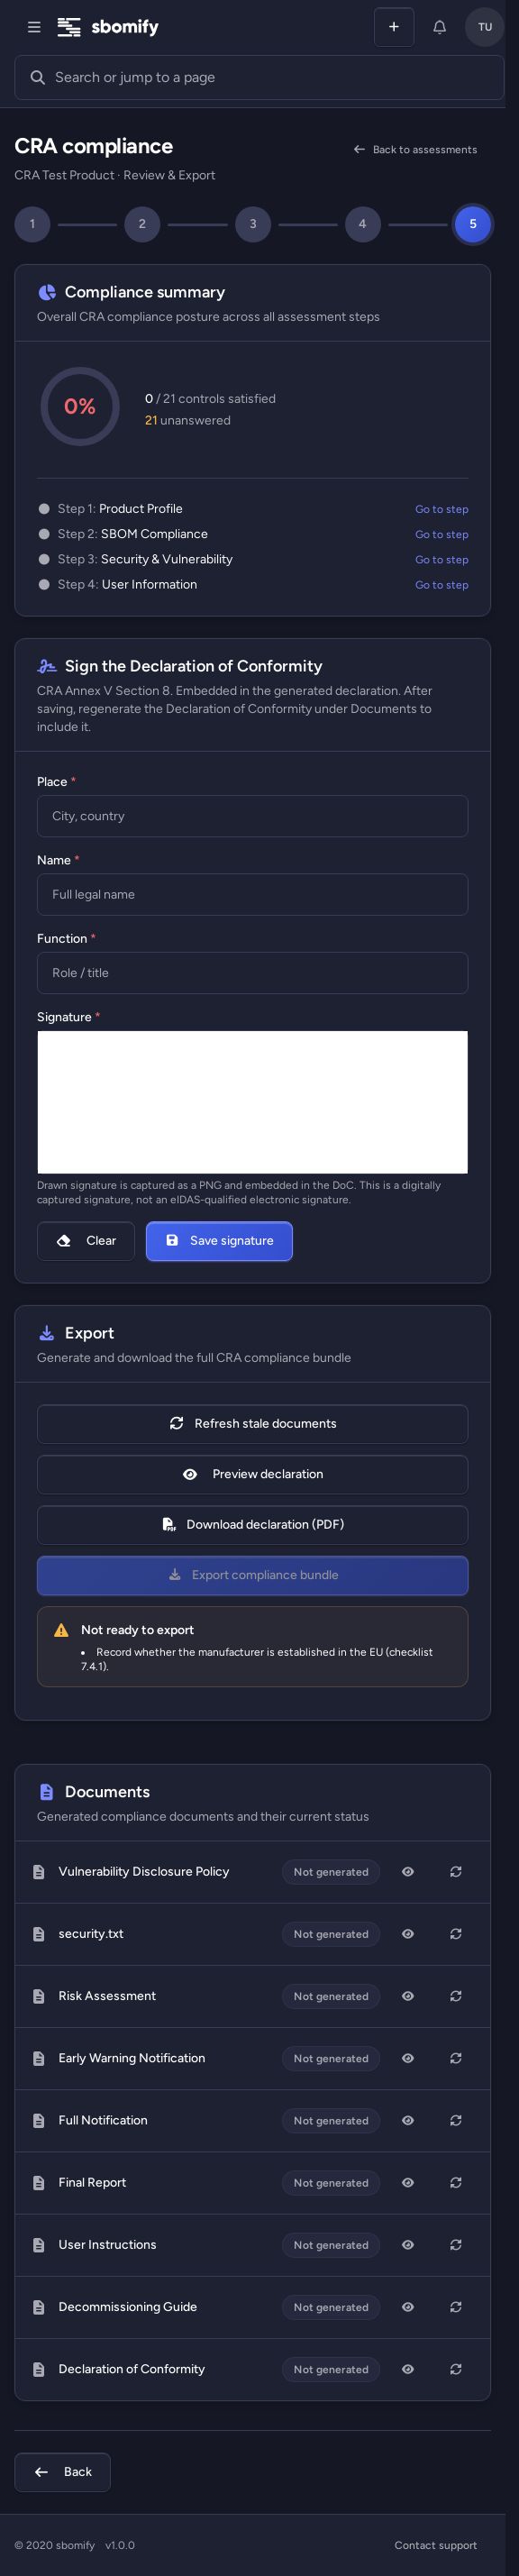 sbomify
TU
Search or jump to a page
CRA compliance
Back to assessments
CRA Test Product · Review & Export
1 2 3 4 5
Compliance summary
Overall CRA compliance posture across all assessment steps
0%
0 / 21 controls satisfied
21 unanswered
Step 1: Product Profile Go to step
Step 2: SBOM Compliance Go to step
Step 3: Security & Vulnerability Go to step
Step 4: User Information Go to step
Sign the Declaration of Conformity
CRA Annex V Section 8. Embedded in the generated declaration. After
saving, regenerate the Declaration of Conformity under Documents to
include it.
Place *
City, country
Name *
Full legal name
Function *
Role / title
Signature *
Drawn signature is captured as a PNG and embedded in the DoC. This is a digitally
captured signature, not an eIDAS-qualified electronic signature.
Clear Save signature
Export
Generate and download the full CRA compliance bundle
Refresh stale documents
Preview declaration
Download declaration (PDF)
Export compliance bundle
Not ready to export
• Record whether the manufacturer is established in the EU (checklist
7.4.1).
Documents
Generated compliance documents and their current status
Vulnerability Disclosure Policy Not generated
security.txt Not generated
Risk Assessment Not generated
Early Warning Notification Not generated
Full Notification Not generated
Final Report Not generated
User Instructions Not generated
Decommissioning Guide Not generated
Declaration of Conformity Not generated
Back
© 2020 sbomify v1.0.0 Contact support